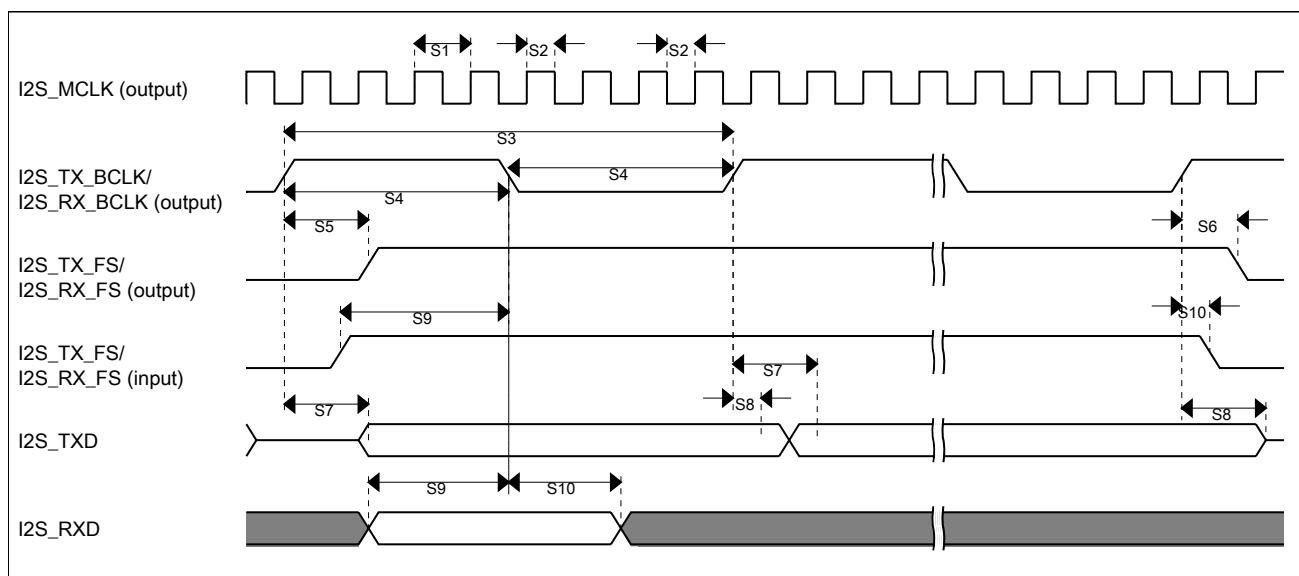 S1
S2
S2
I2S_MCLK (output)
S3
I2S_TX_BCLK/
I2S_RX_BCLK (output)
S4
S4
S5
S6
I2S_TX_FS/
I2S_RX_FS (output)
S9
S10
I2S_TX_FS/
I2S_RX_FS (input)
S7
S7
S8
S8
I2S_TXD
S9
S10
I2S_RXD